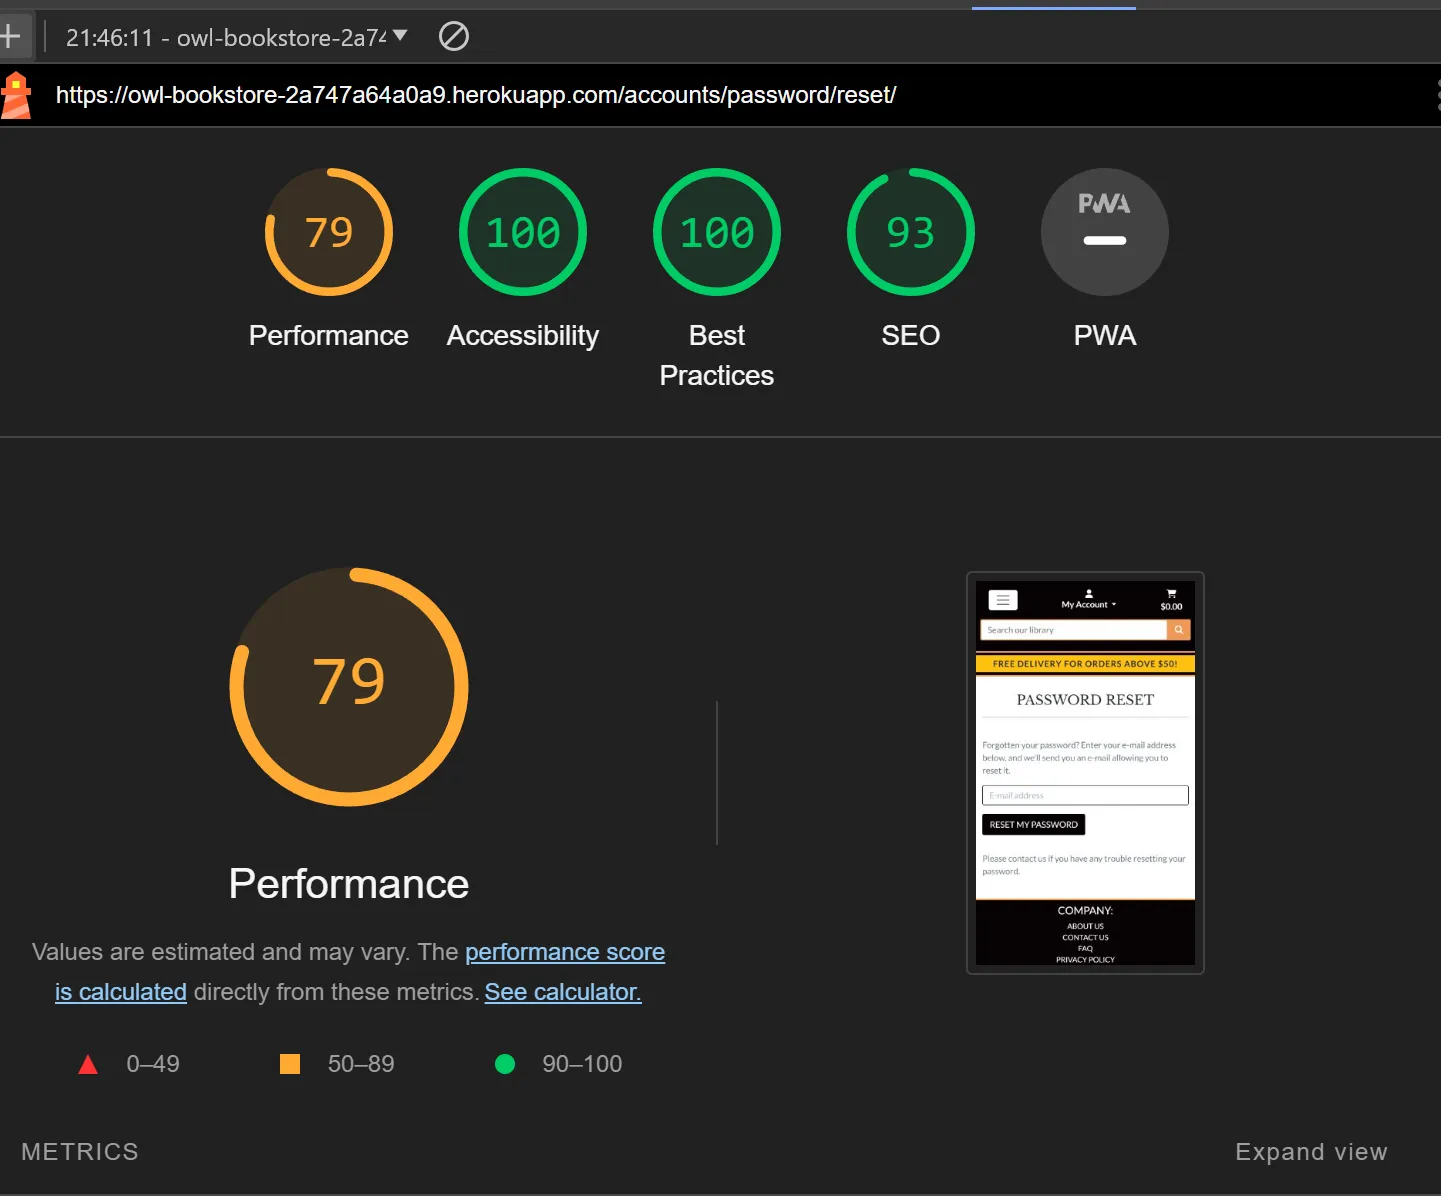 21:46:11 - owl-bookstore-2a74
https://owl-bookstore-2a747a64a0a9.herokuapp.com/accounts/password/reset/
79
100
100
93
PWA
Performance
Accessibility
Best
Practices
SEO
PWA
79
Performance
Values are estimated and may vary. The performance score
is calculated directly from these metrics. See calculator.
0–49
50–89
90–100
My Account
$0.00
Search our library
FREE DELIVERY FOR ORDERS ABOVE $50!
PASSWORD RESET
Forgotten your password? Enter your e-mail address
below, and we'll send you an e-mail allowing you to
reset it.
E-mail address
RESET MY PASSWORD
Please contact us if you have any trouble resetting your
password.
COMPANY:
ABOUT US
CONTACT US
FAQ
PRIVACY POLICY
METRICS
Expand view